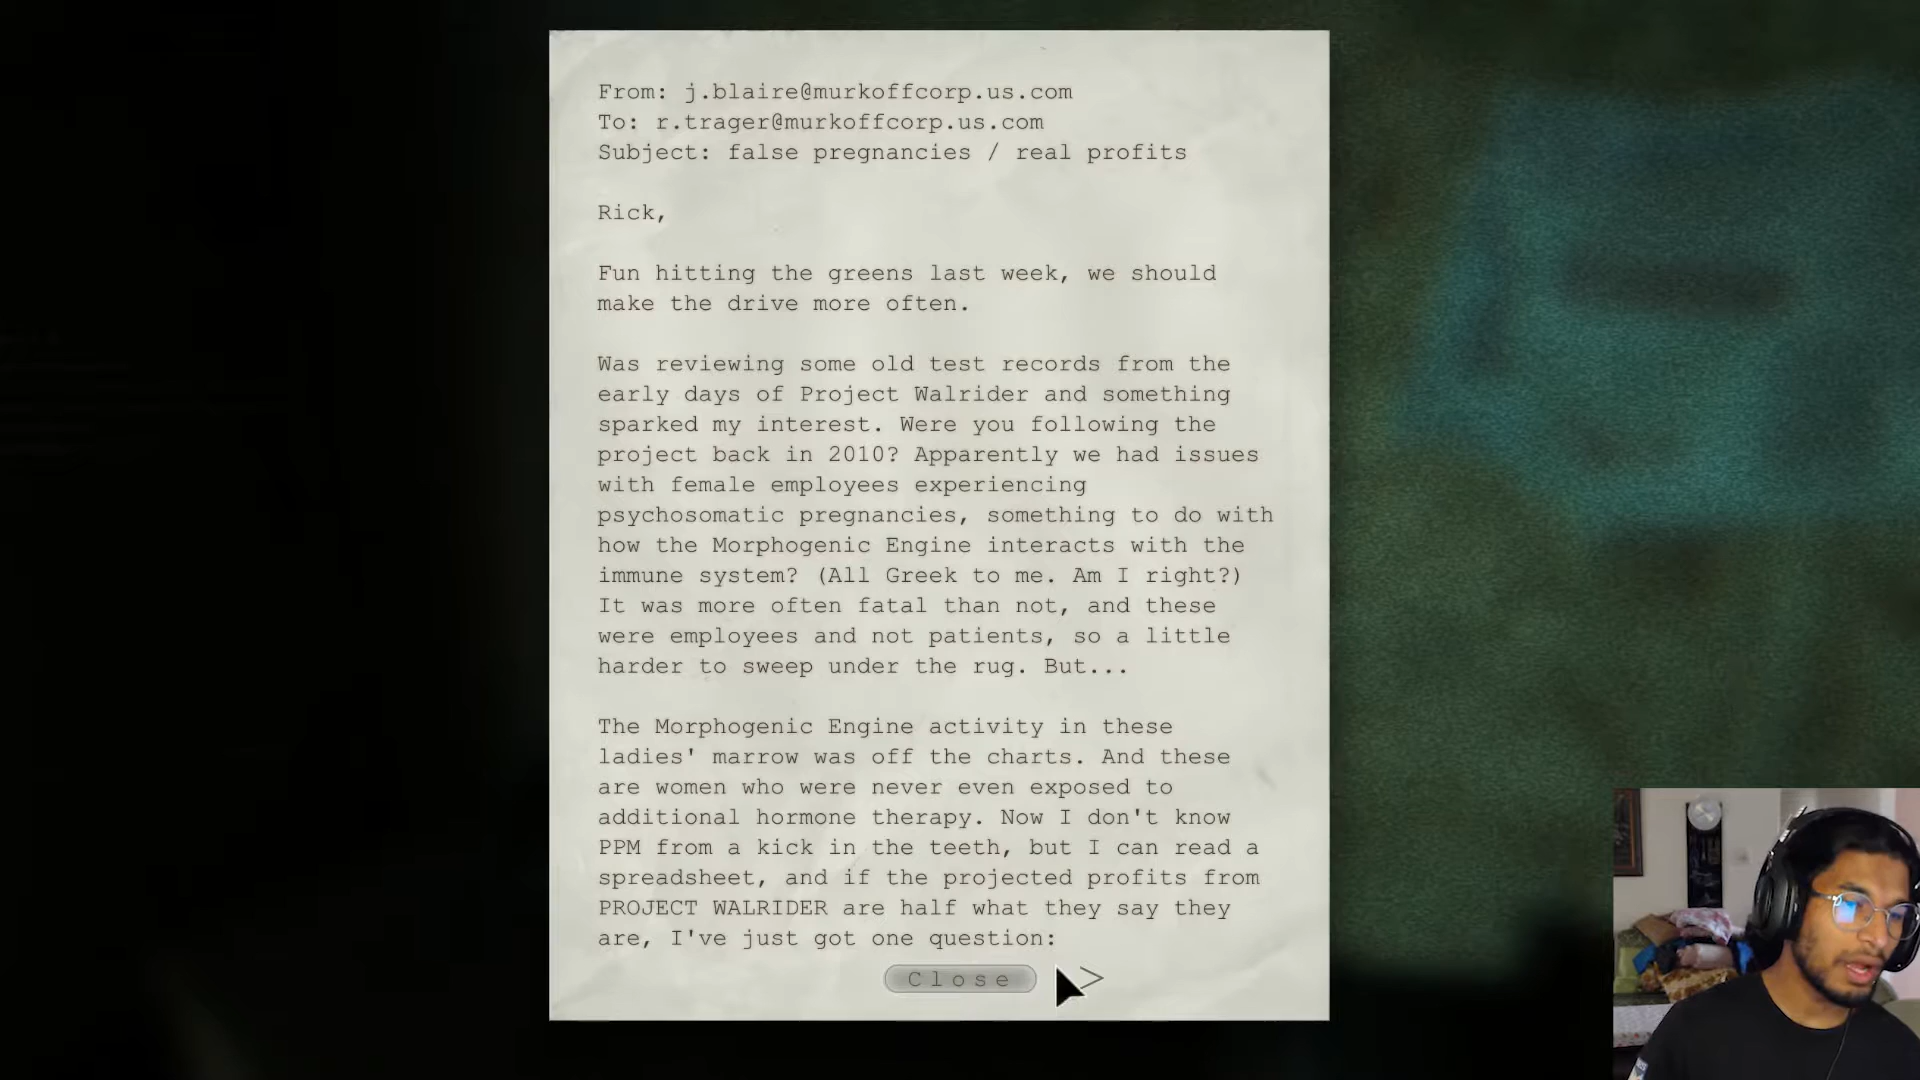 From: j.blaire@murkoffcorp.us.com
To: r.trager@murkoffcorp.us.com
Subject: false pregnancies / real profits
Rick,
Fun hitting the greens last week, we should
make the drive more often.
Was reviewing some old test records from the
early days of Project Walrider and something
sparked my interest. Were you following the
project back in 2010? Apparently we had issues
with female employees experiencing
psychosomatic pregnancies, something to do with
how the Morphogenic Engine interacts with the
immune system? (All Greek to me. Am I right?)
It was more often fatal than not, and these
were employees and not patients, so a little
harder to sweep under the rug. But...
The Morphogenic Engine activity in these
ladies' marrow was off the charts. And these
are women who were never even exposed to
additional hormone therapy. Now I don't know
PPM from a kick in the teeth, but I can read a
spreadsheet, and if the projected profits from
PROJECT WALRIDER are half what they say they
are, I've just got one question:
Close >